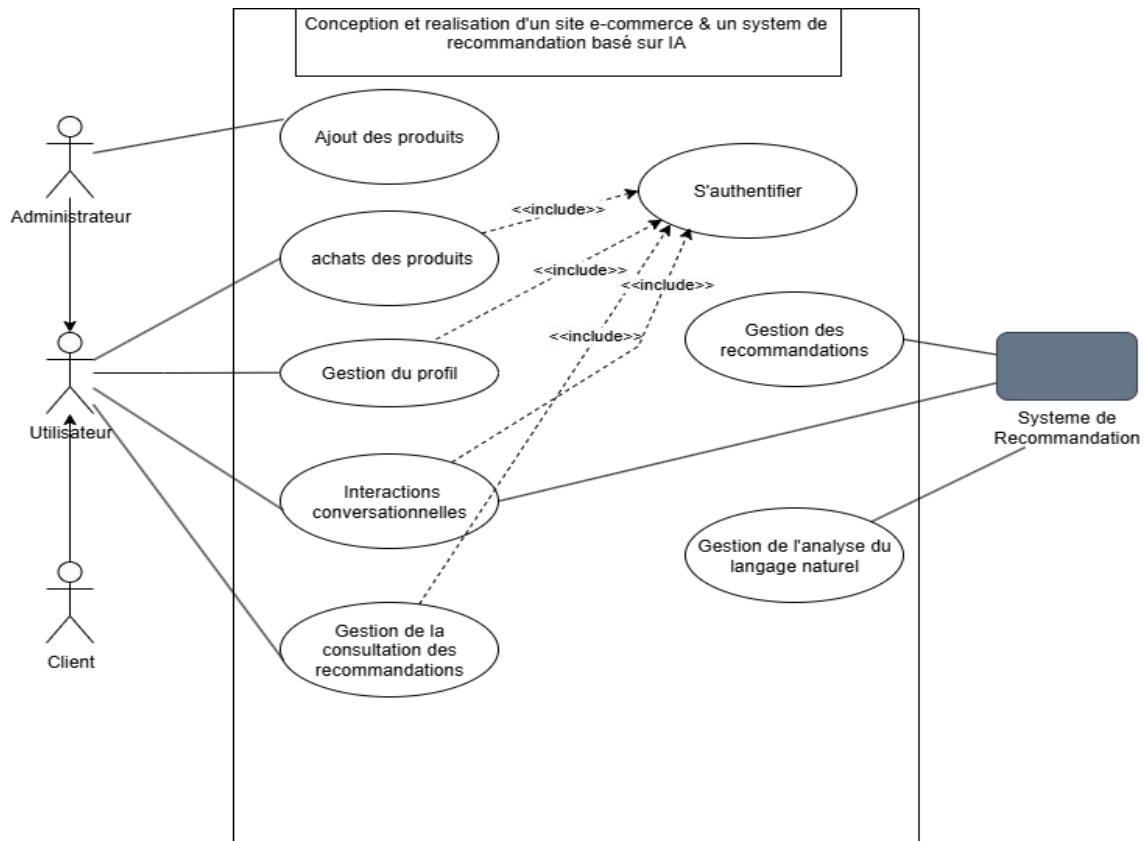 Conception et realisation d'un site e-commerce & un system de
recommandation basé sur IA
Ajout des produits
Administrateur
S'authentifier
<<include>>
achats des produits
<<include>>
<<include>>
<<include>>
Gestion des
recommandations
Gestion du profil
Utilisateur
Systeme de
Recommandation
Interactions
conversationnelles
Gestion de l'analyse du
langage naturel
Gestion de la
consultation des
recommandations
Client